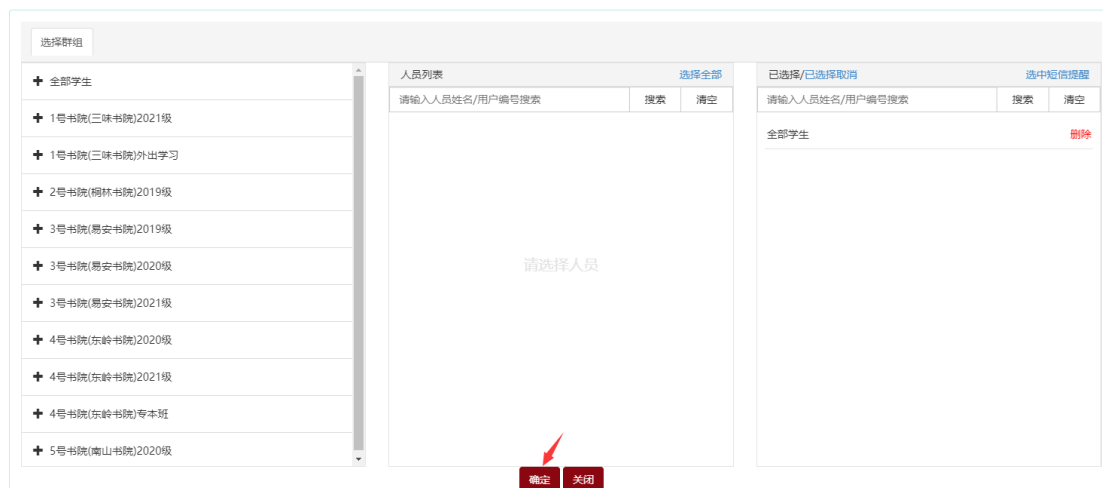 选择群组
全部学生
1号书院(三味书院)2021级
1号书院(三味书院)外出学习
2号书院(桐林书院)2019级
3号书院(易安书院)2019级
3号书院(易安书院)2020级
3号书院(易安书院)2021级
4号书院(东岭书院)2020级
4号书院(东岭书院)2021级
4号书院(东岭书院)专本班
5号书院(南山书院)2020级
人员列表 选择全部
请输入人员姓名/用户编号搜索 搜索 清空
请选择人员
已选择/已选择取消 选中短信提醒
请输入人员姓名/用户编号搜索 搜索 清空
全部学生 删除
确定 关闭